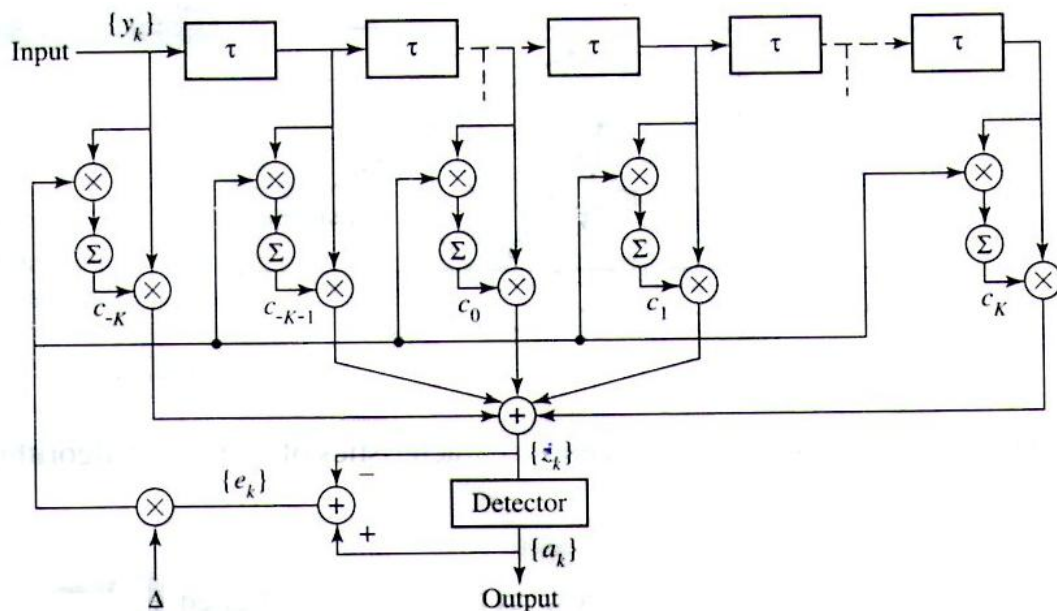 {y_k}
Input τ τ τ τ τ
× × × × ×
Σ Σ Σ Σ Σ
× × × × ×
c_{-K} c_{-K-1} c_0 c_1 c_K
+
{z_k}
−
{e_k}
× + Detector
+
{a_k}
Δ Output